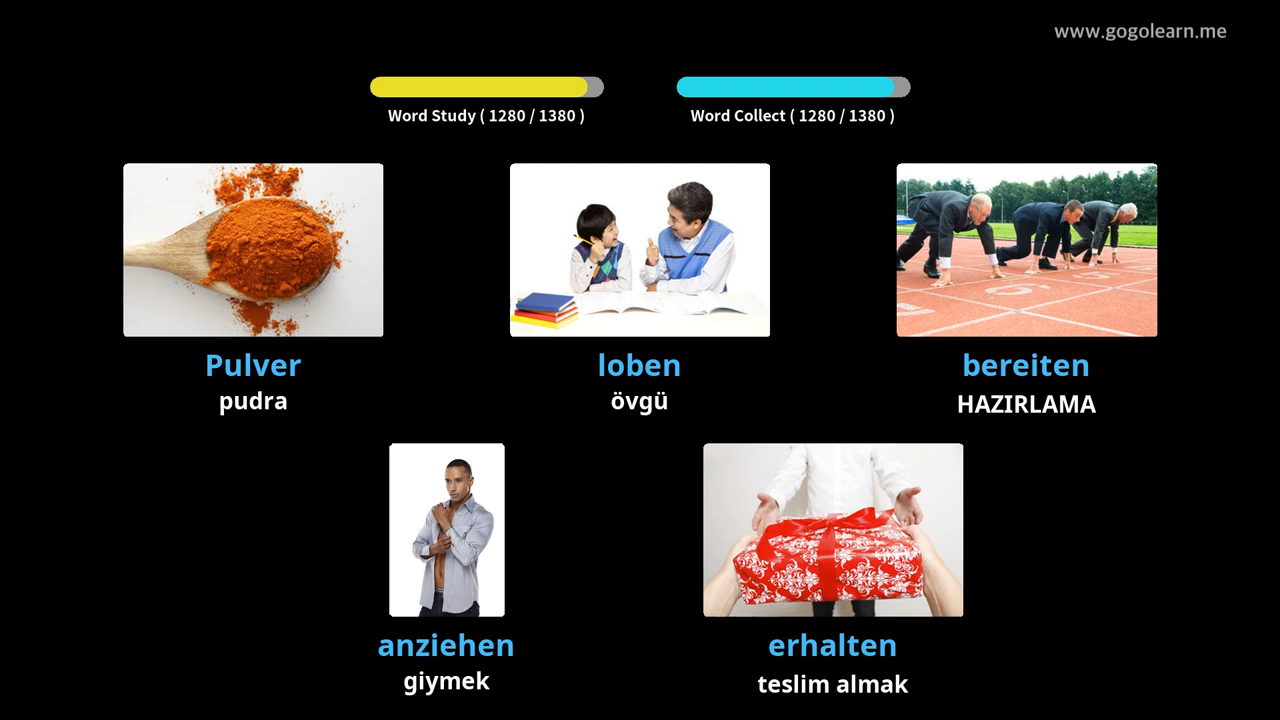 www.gogolearn.me
Word Study ( 1280 / 1380 )
Word Collect ( 1280 / 1380 )
Pulver
pudra
loben
övgü
bereiten
HAZIRLAMA
anziehen
giymek
erhalten
teslim almak